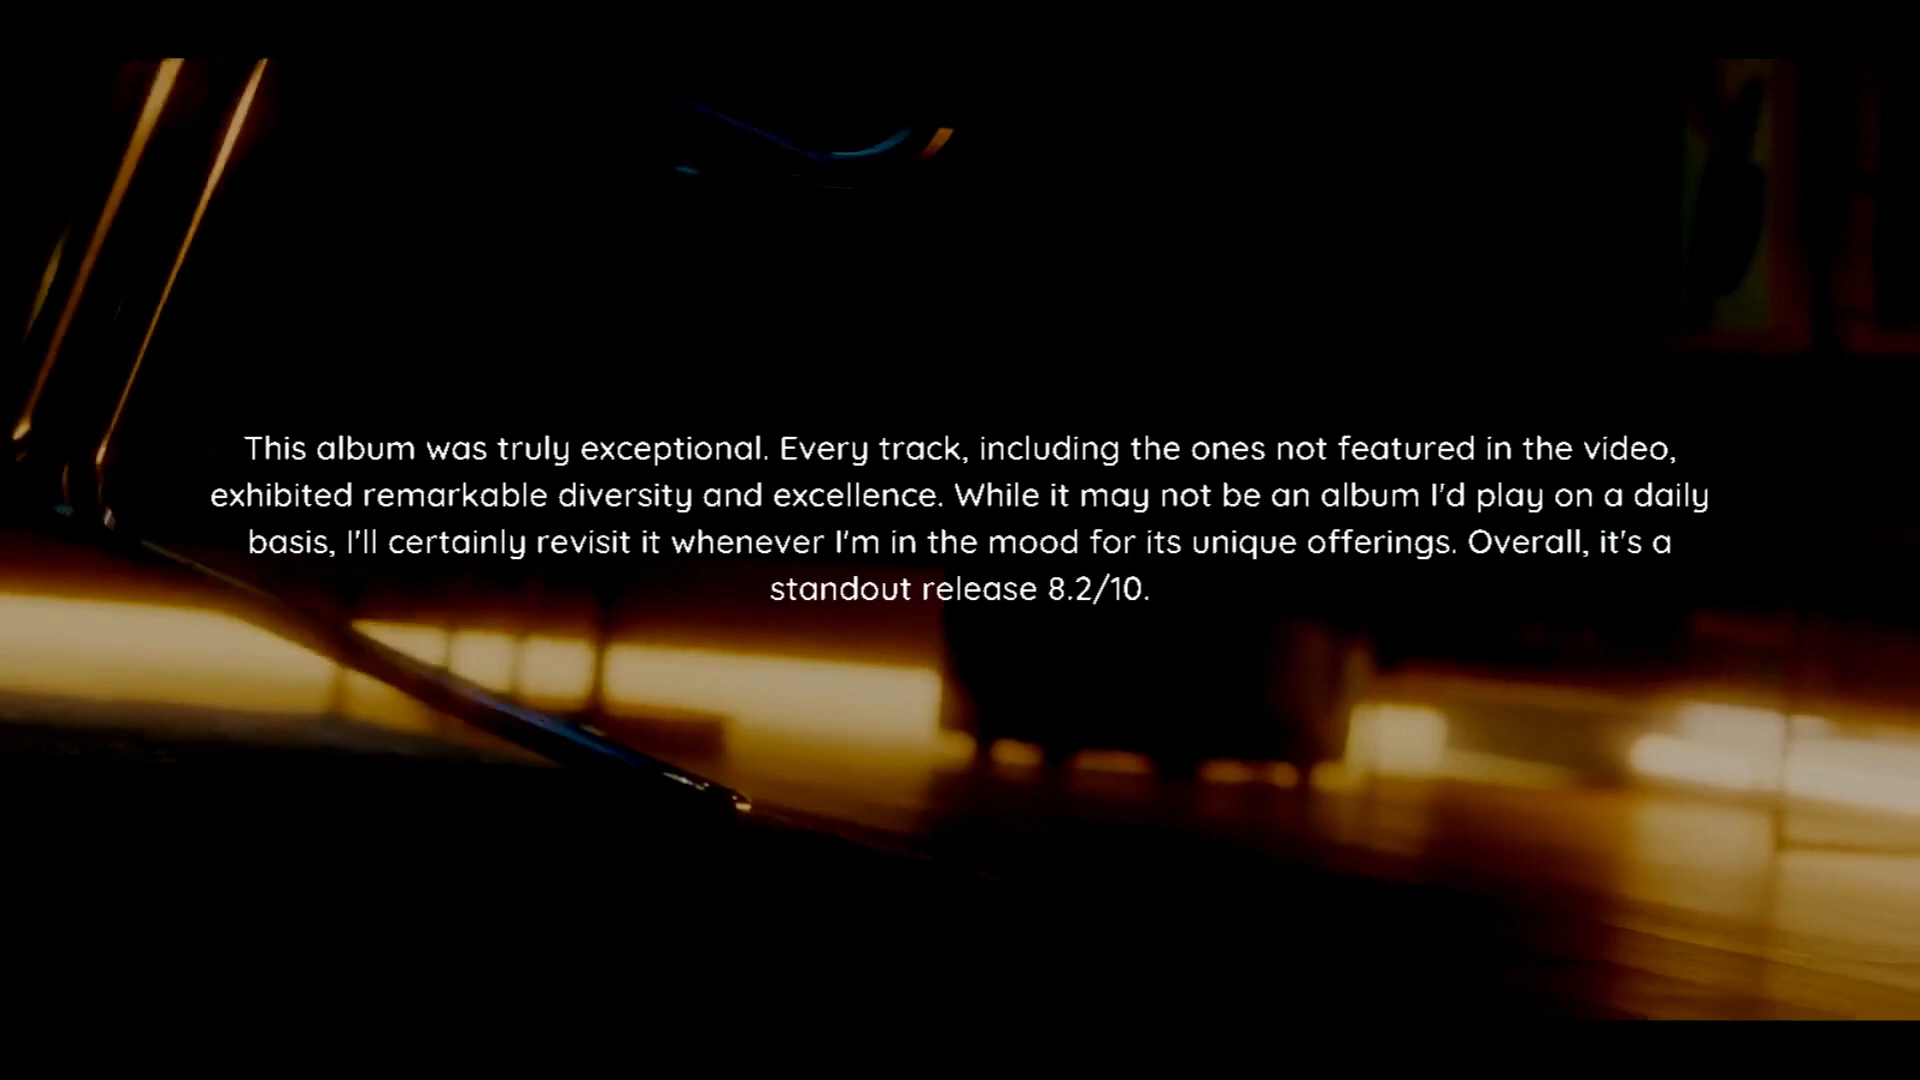 This album was truly exceptional. Every track, including the ones not featured in the video,
exhibited remarkable diversity and excellence. While it may not be an album I'd play on a daily
basis, I'll certainly revisit it whenever I'm in the mood for its unique offerings. Overall, it's a
standout release 8.2/10.